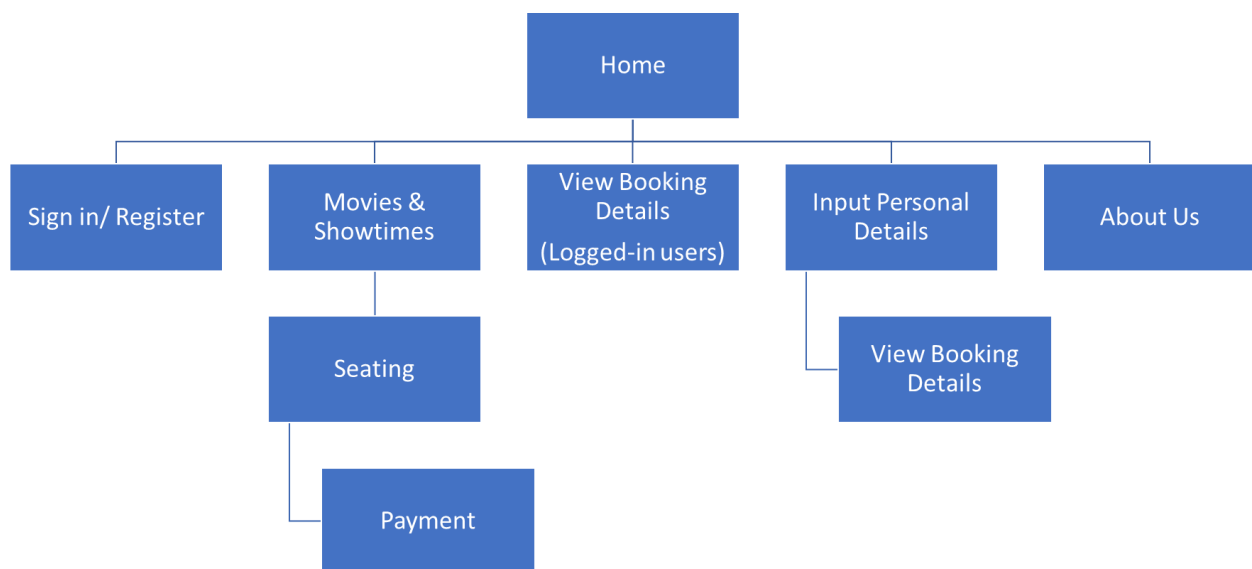 Home
Sign in/ Register
Movies &
Showtimes
View Booking
Details
(Logged-in users)
Input Personal
Details
About Us
Seating
View Booking
Details
Payment